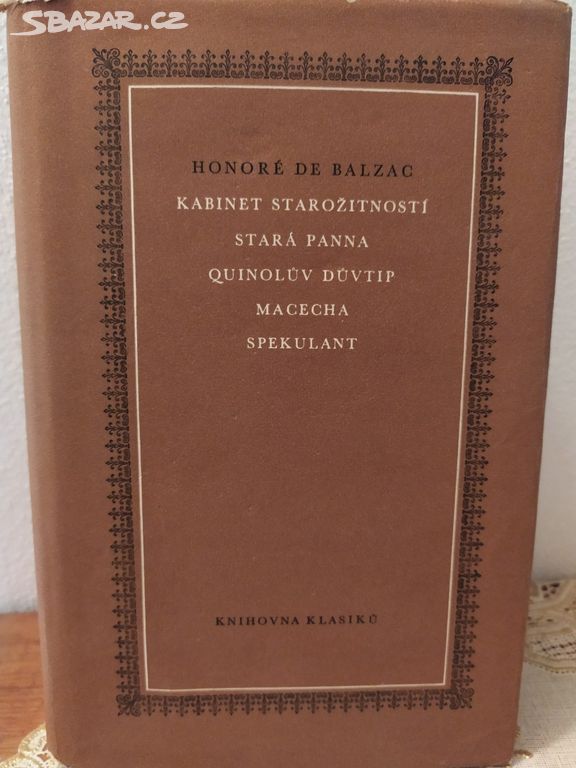 SBAZAR.CZ
HONORÉ DE BALZAC
KABINET STAROŽITNOSTÍ
STARÁ PANNA
QUINOLŮV DŮVTIP
MACECHA
SPEKULANT
KNIHOVNA KLASIKŮ